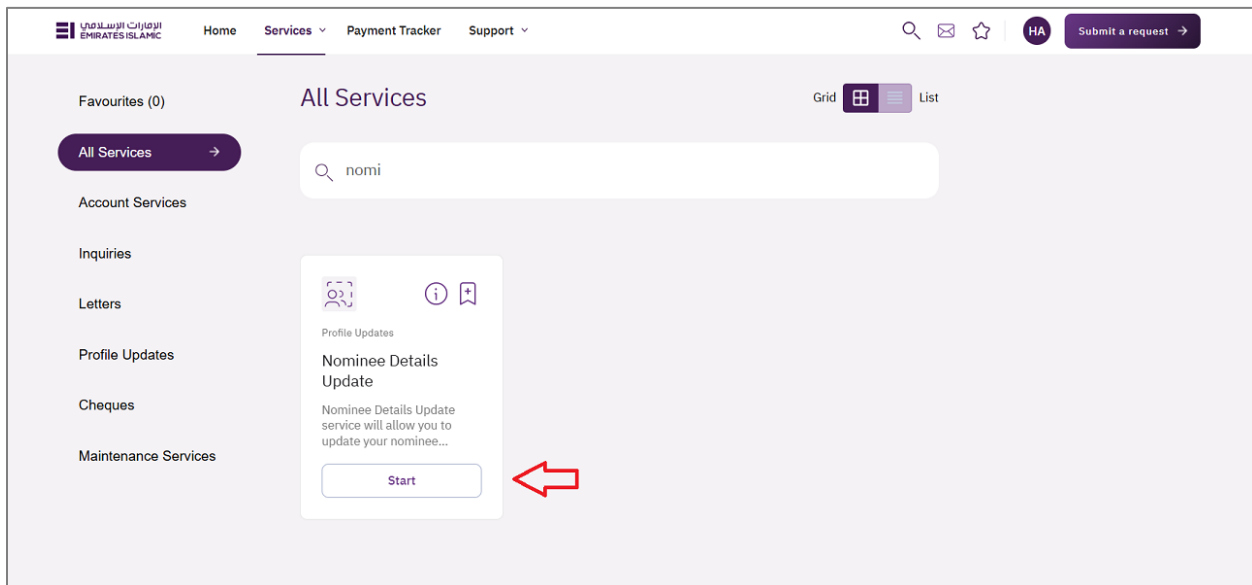 الإمارات الإسلامي
EMIRATES ISLAMIC
Home
Services
Payment Tracker
Support
HA
Submit a request
Favourites (0)
All Services
Grid
List
All Services
nomi
Account Services
Inquiries
Letters
Profile Updates
Profile Updates
Nominee Details
Update
Nominee Details Update
service will allow you to
update your nominee...
Start
Cheques
Maintenance Services